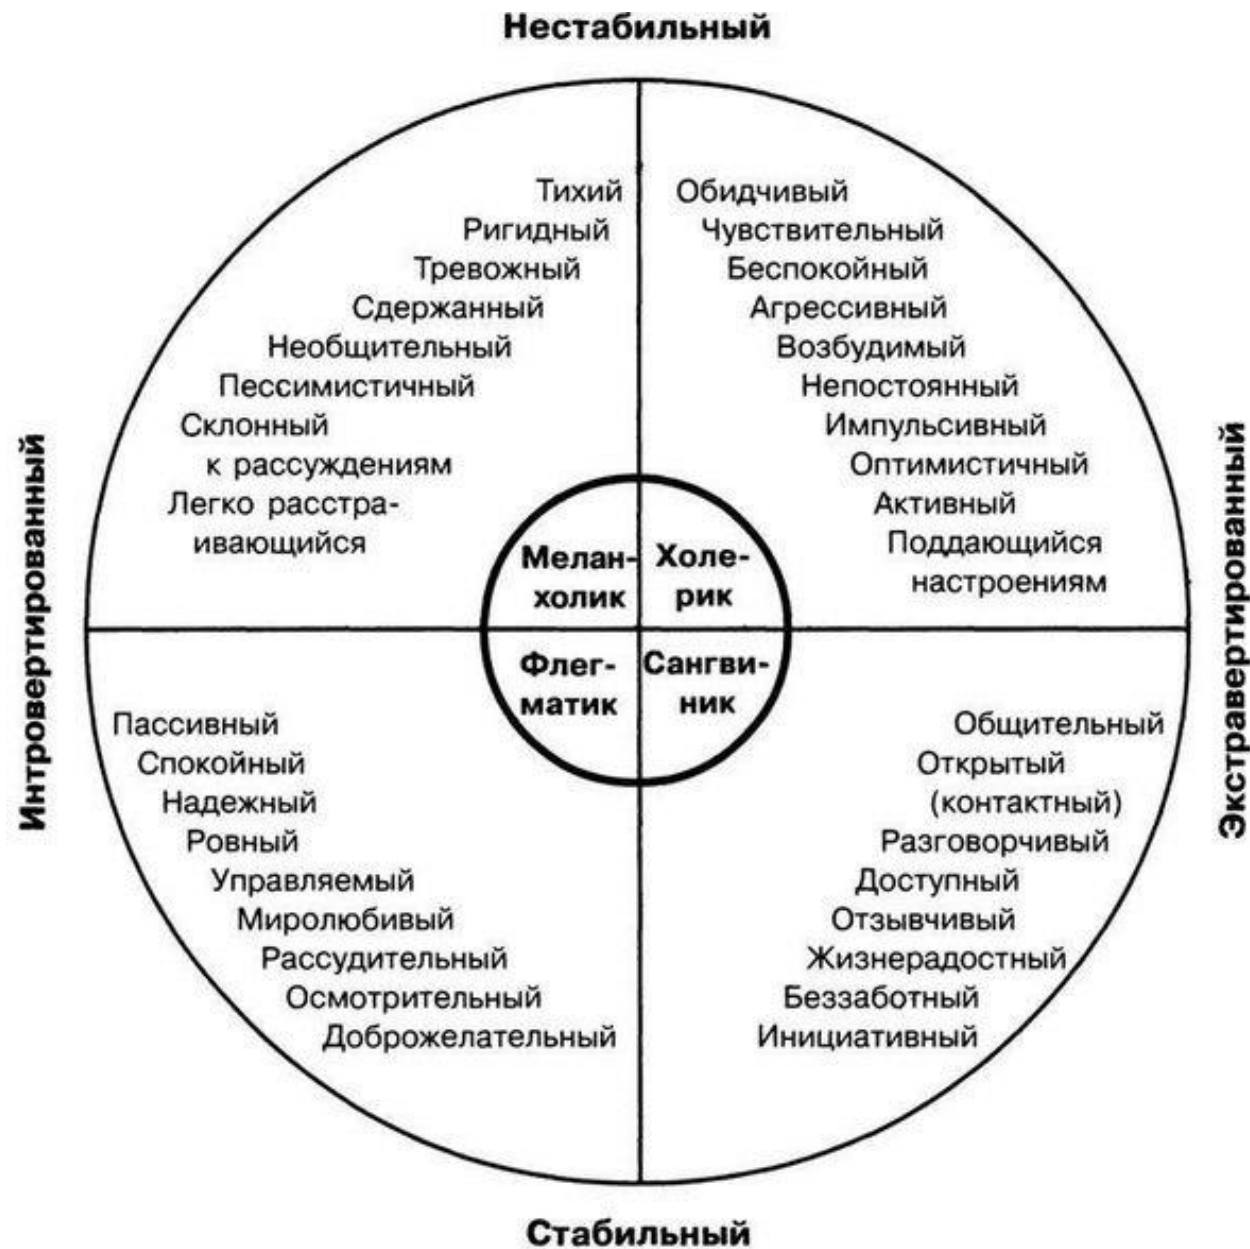 Нестабильный
Тихий
Ригидный
Тревожный
Сдержанный
Необщительный
Пессимистичный
Склонный
к рассуждениям
Легко расстра-
ивающийся
Обидчивый
Чувствительный
Беспокойный
Агрессивный
Возбудимый
Непостоянный
Импульсивный
Оптимистичный
Активный
Поддающийся
настроениям
Интровертированный
Экстравертированный
Мелан-
холик
Холе-
рик
Флег-
матик
Сангви-
ник
Пассивный
Спокойный
Надежный
Ровный
Управляемый
Миролюбивый
Рассудительный
Осмотрительный
Доброжелательный
Общительный
Открытый
(контактный)
Разговорчивый
Доступный
Отзывчивый
Жизнерадостный
Беззаботный
Инициативный
Стабильный